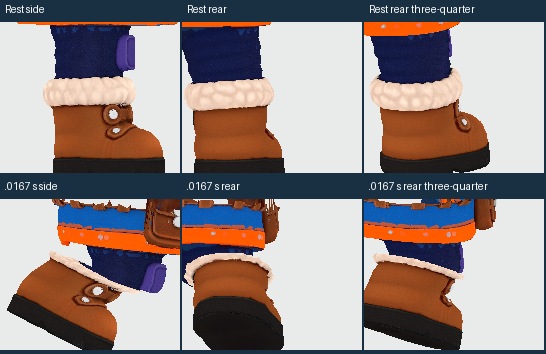 Rest side
Rest rear
Rest rear three-quarter
.0167 s side
.0167 s rear
.0167 s rear three-quarter